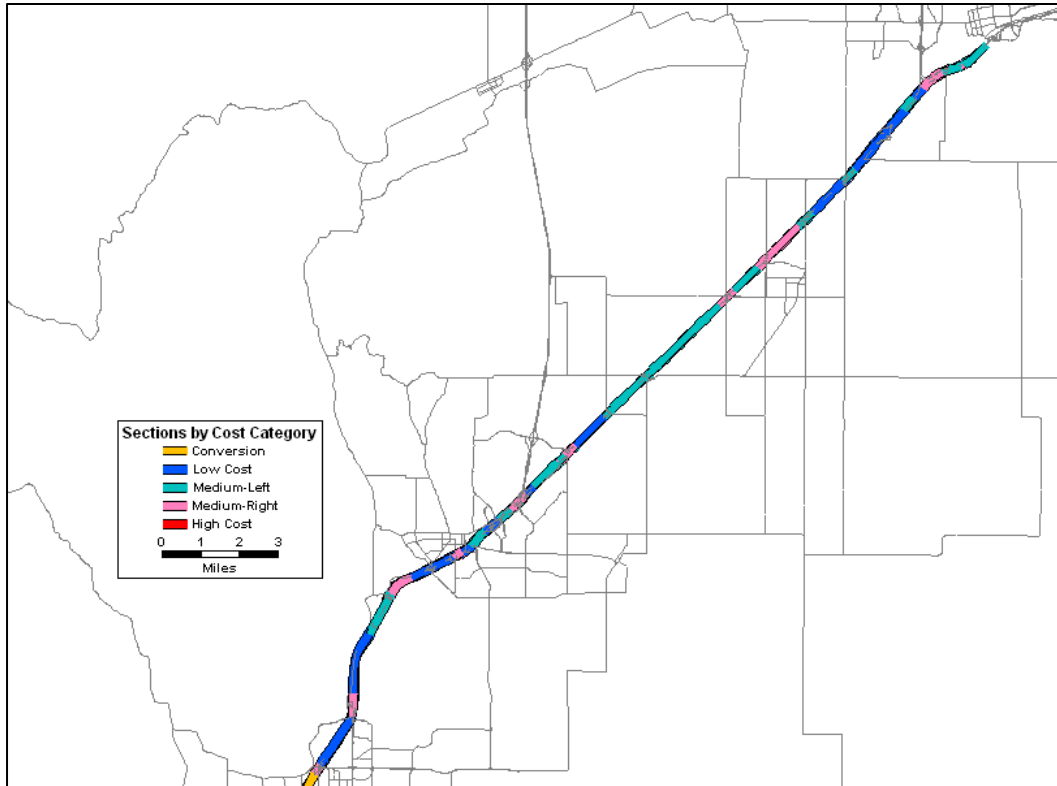 Sections by Cost Category
Conversion
Low Cost
Medium-Left
Medium-Right
High Cost
0 1 2 3
Miles